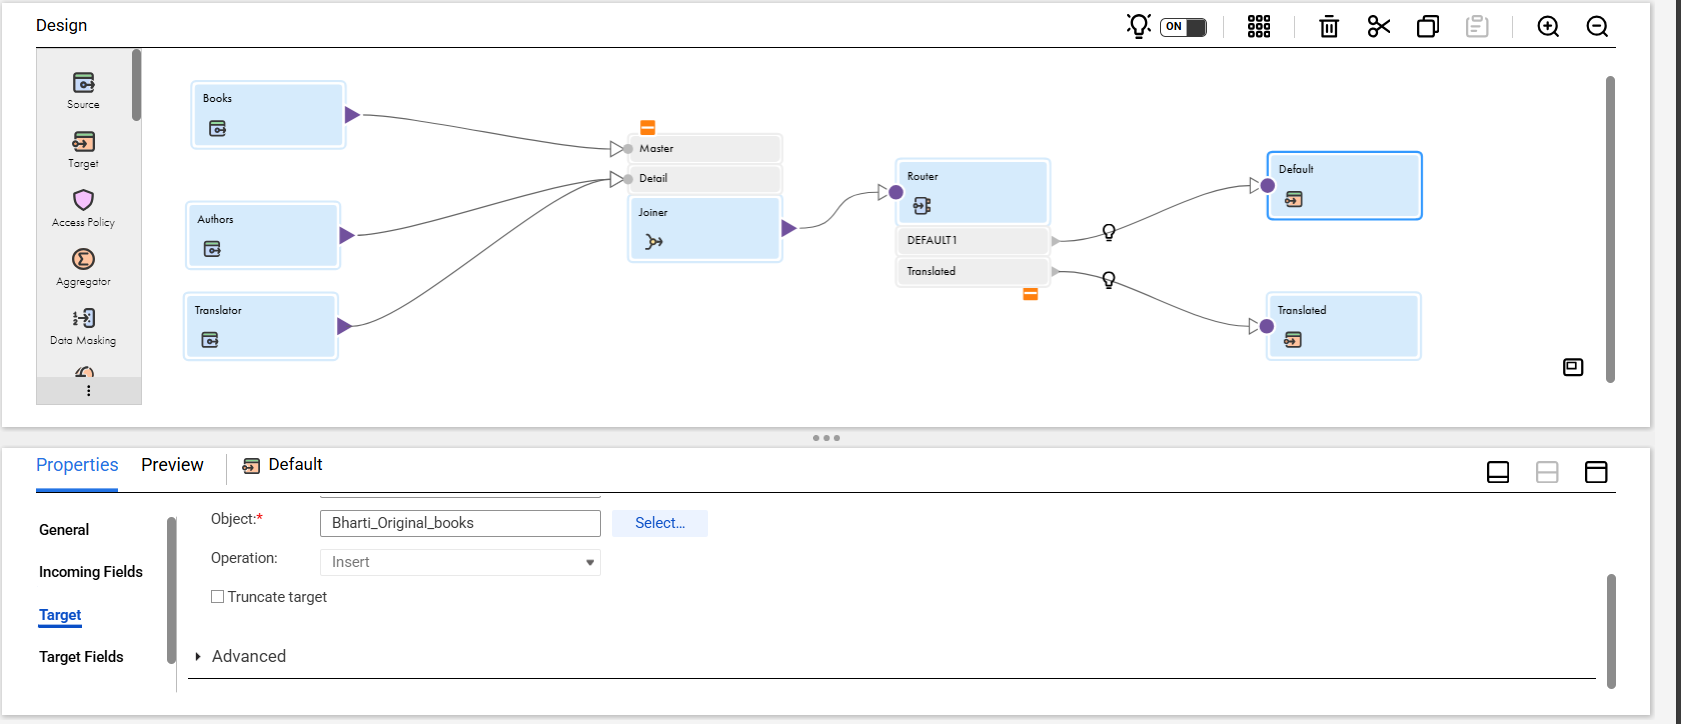 Design
ON
Source
Target
Access Policy
Aggregator
Data Masking
Books
Authors
Translator
Master
Detail
Joiner
Router
DEFAULT1
Translated
Default
Translated
Properties
Preview
Default
General
Incoming Fields
Target
Target Fields
Object:*
Bharti_Original_books
Select...
Operation:
Insert
Truncate target
Advanced